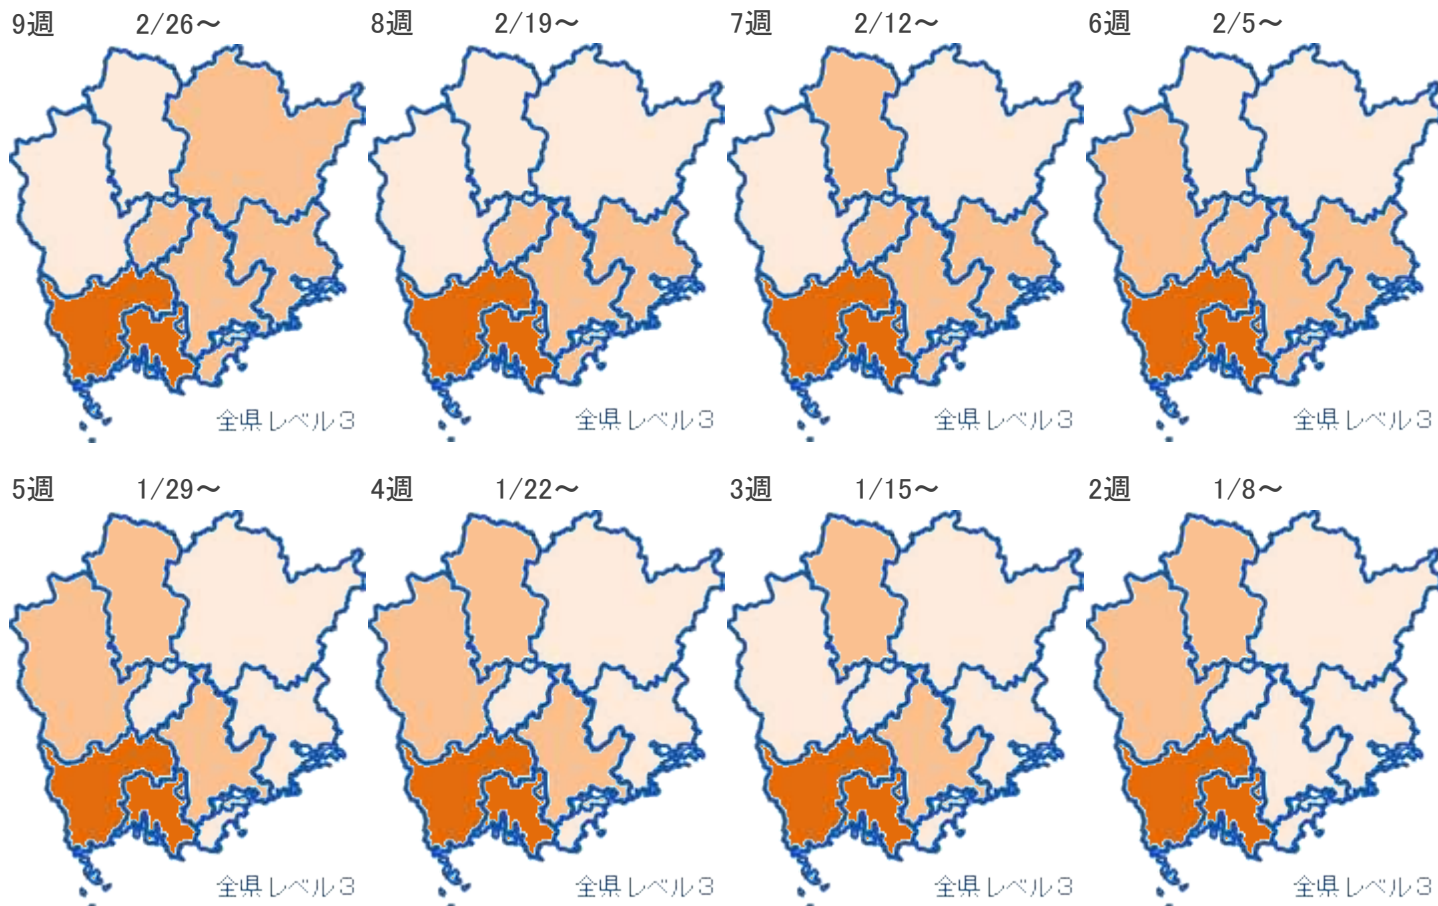 9週 2/26～ 8週 2/19～ 7週 2/12～ 6週 2/5～
全県レベル３ 全県レベル３ 全県レベル３ 全県レベル３
5週 1/29～ 4週 1/22～ 3週 1/15～ 2週 1/8～
全県レベル３ 全県レベル３ 全県レベル３ 全県レベル３